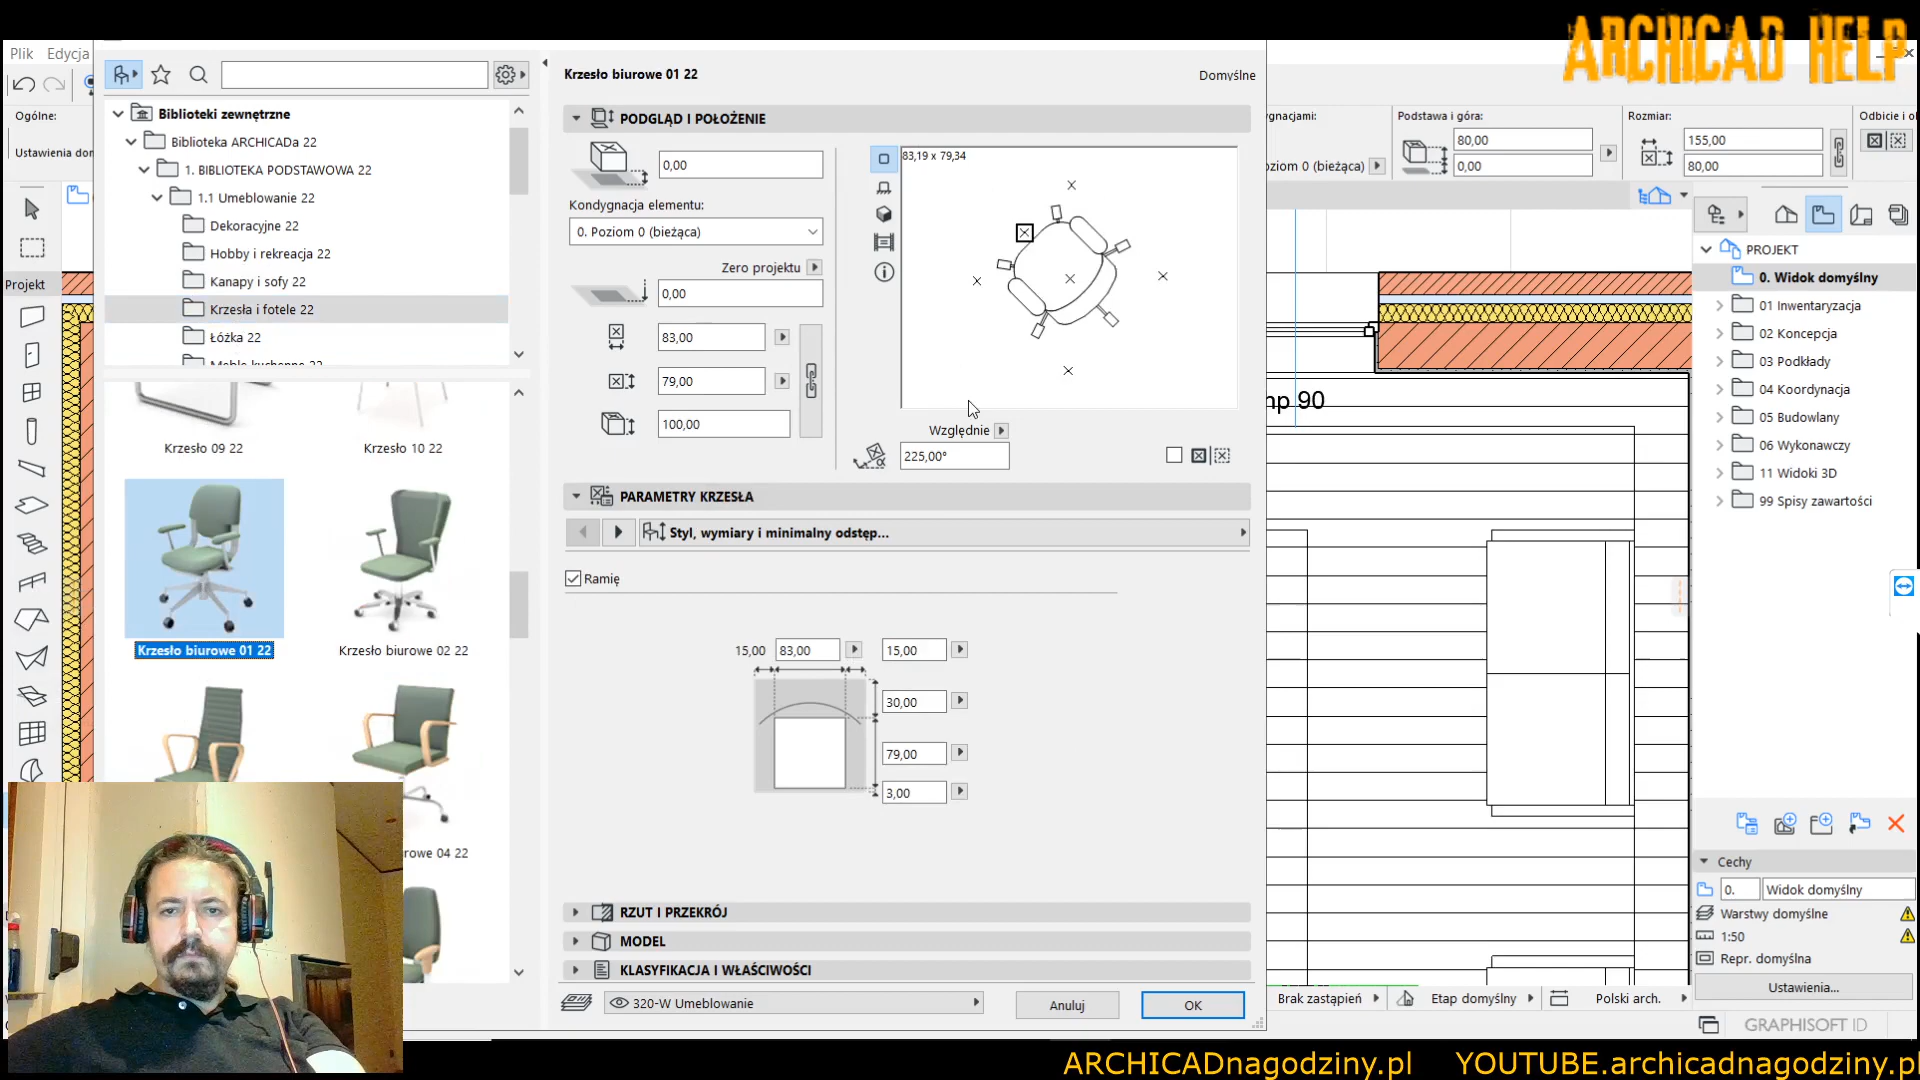 ARCHICAD HELP
Plik Edycja
Ogólne:
Ustawienia dor
Projekt
Biblioteki zewnętrzne
Biblioteka ARCHICADa 22
1. BIBLIOTEKA PODSTAWOWA 22
1.1 Umeblowanie 22
Dekoracyjne 22
Hobby i rekreacja 22
Kanapy i sofy 22
Krzesła i fotele 22
Łóżka 22
Meble kuchenne 22
Krzesło 09 22
Krzesło 10 22
Krzesło biurowe 01 22
Krzesło biurowe 02 22
rowe 04 22
Krzesło biurowe 01 22
Domyślne
PODGLĄD I POŁOŻENIE
0,00
Kondygnacja elementu:
0. Poziom 0 (bieżąca)
Zero projektu
0,00
83,00
79,00
100,00
83,19 x 79,34
Względnie
225,00°
PARAMETRY KRZESŁA
Styl, wymiary i minimalny odstęp...
Ramię
15,00 83,00 15,00
30,00
79,00
3,00
RZUT I PRZEKRÓJ
MODEL
KLASYFIKACJA I WŁAŚCIWOŚCI
320-W Umeblowanie
Anuluj
OK
ygnacjami:
oziom 0 (bieżąca)
Podstawa i góra:
80,00
0,00
Rozmiar:
155,00
80,00
Odbicie i ol
hp 90
PROJEKT
0. Widok domyślny
01 Inwentaryzacja
02 Koncepcja
03 Podkłady
04 Koordynacja
05 Budowlany
06 Wykonawczy
11 Widoki 3D
99 Spisy zawartości
Cechy
0. Widok domyślny
Warstwy domyślne
1:50
Repr. domyślna
Ustawienia...
Brak zastąpień
Etap domyślny
Polski arch.
GRAPHISOFT ID
ARCHICADnagodziny.pl YOUTUBE.archicadnagodziny.pl